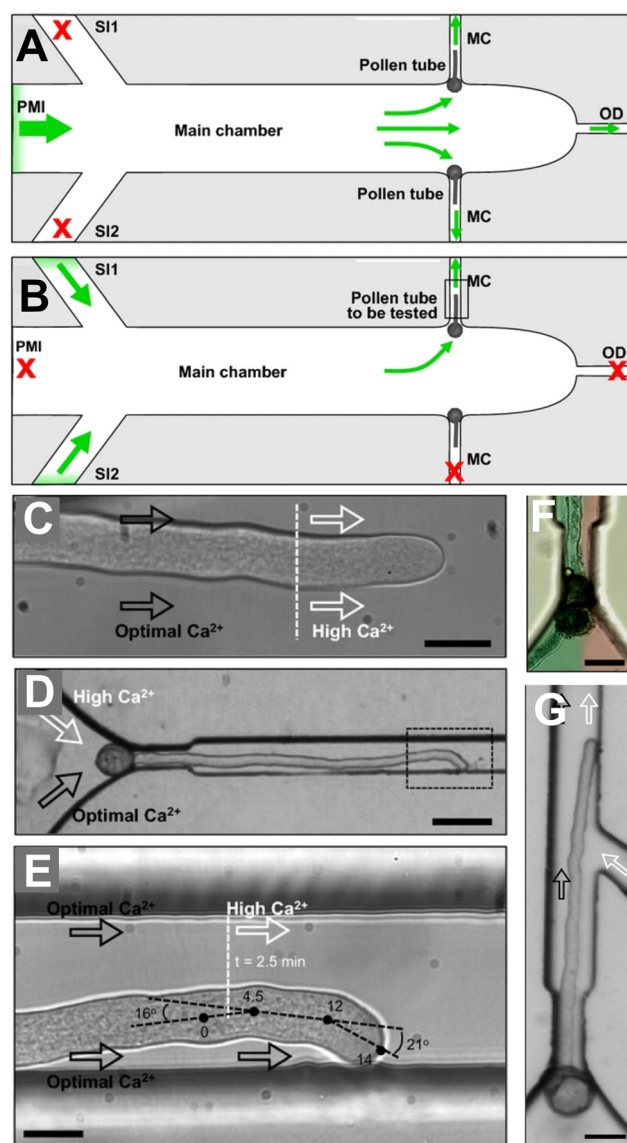 A
SI1
MC
Pollen tube
PMI
OD
Main chamber
Pollen tube
SI2
MC
B
SI1
MC
Pollen tube
to be tested
PMI
OD
Main chamber
SI2
MC
C
Optimal Ca²⁺
High Ca²⁺
D
High Ca²⁺
Optimal Ca²⁺
E
Optimal Ca²⁺
High Ca²⁺
t = 2.5 min
4.5
12
16°
0
21°
14
Optimal Ca²⁺
F
G